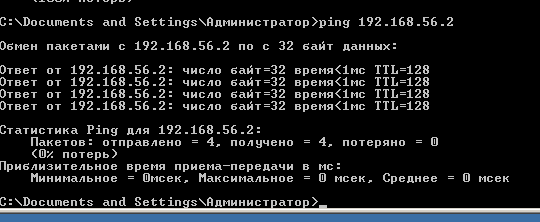 C:\Documents and Settings\Администратор>ping 192.168.56.2
Обмен пакетами с 192.168.56.2 по с 32 байт данных:
Ответ от 192.168.56.2: число байт=32 время<1мс TTL=128
Ответ от 192.168.56.2: число байт=32 время<1мс TTL=128
Ответ от 192.168.56.2: число байт=32 время<1мс TTL=128
Ответ от 192.168.56.2: число байт=32 время<1мс TTL=128
Статистика Ping для 192.168.56.2:
Пакетов: отправлено = 4, получено = 4, потеряно = 0
(0% потерь)
Приблизительное время приема-передачи в мс:
Минимальное = 0мсек, Максимальное = 0 мсек, Среднее = 0 мсек
C:\Documents and Settings\Администратор>_